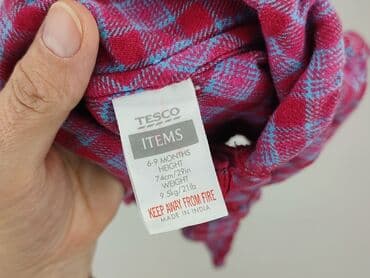 TESCO
ITEMS
6-9 MONTHS
HEIGHT
74cm/29in
WEIGHT
9.5kg/21lb
KEEP AWAY FROM FIRE
MADE IN INDIA